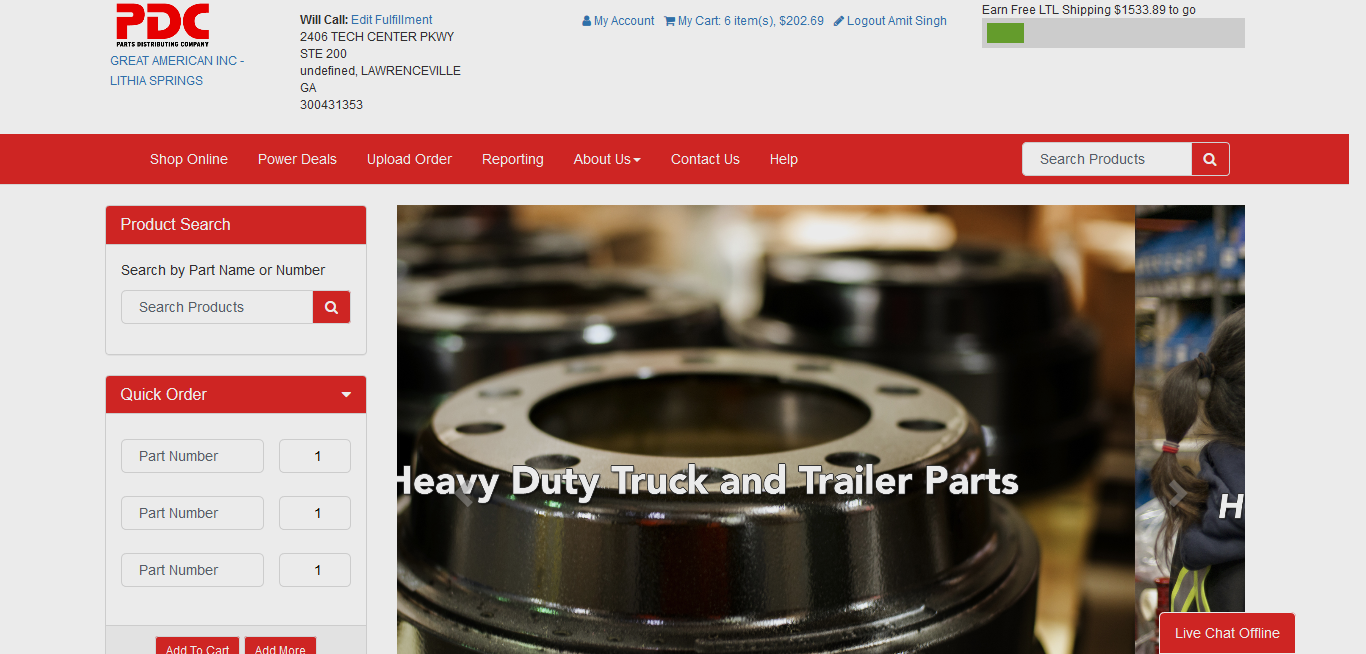 PDC
PARTS DISTRIBUTING COMPANY
GREAT AMERICAN INC -
LITHIA SPRINGS
Will Call: Edit Fulfillment
2406 TECH CENTER PKWY
STE 200
undefined, LAWRENCEVILLE
GA
300431353
My Account My Cart: 6 item(s), $202.69 Logout Amit Singh
Earn Free LTL Shipping $1533.89 to go
Shop Online Power Deals Upload Order Reporting About Us Contact Us Help Search Products
Product Search
Search by Part Name or Number
Search Products
Quick Order
Part Number 1
Part Number 1
Part Number 1
Add To Cart Add More
Heavy Duty Truck and Trailer Parts
H
Live Chat Offline